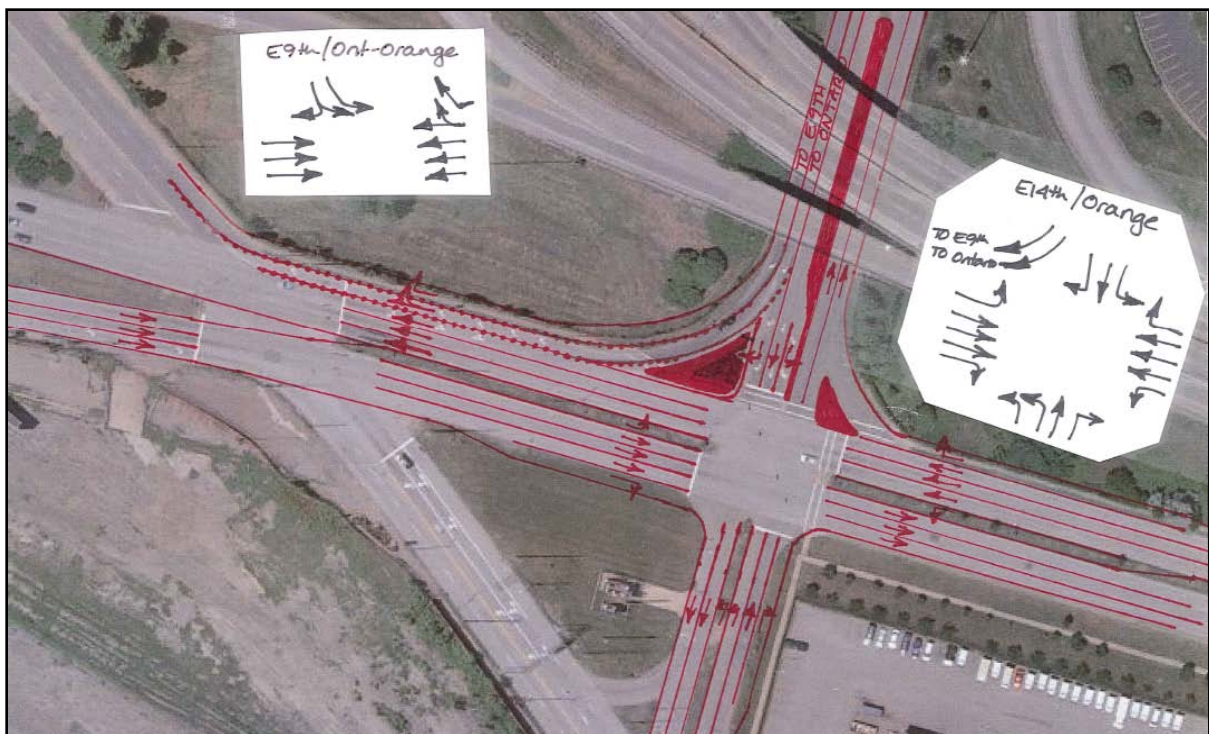 E9th/Ont-Orange
TO E9TH
TO ONTARIO
E14th/Orange
TO E9th
TO Ontario